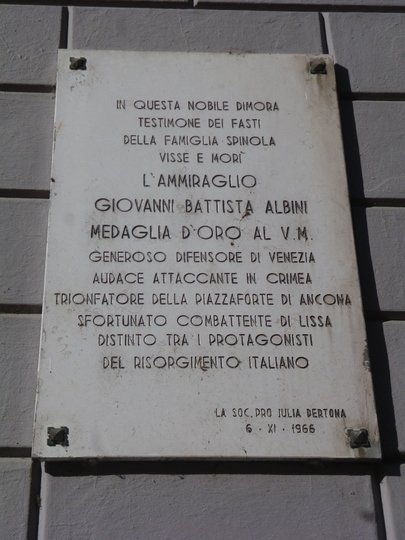 IN QUESTA NOBILE DIMORA
TESTIMONE DEI FASTI
DELLA FAMIGLIA SPINOLA
VISSE E MORÌ
L'AMMIRAGLIO
GIOVANNI BATTISTA ALBINI
MEDAGLIA D'ORO AL V.M.
GENEROSO DIFENSORE DI VENEZIA
AUDACE ATTACCANTE IN CRIMEA
TRIONFATORE DELLA PIAZZAFORTE DI ANCONA
SFORTUNATO COMBATTENTE DI LISSA
DISTINTO TRA I PROTAGONISTI
DEL RISORGIMENTO ITALIANO
LA SOC. PRO IULIA DERTONA
6 · XI · 1966